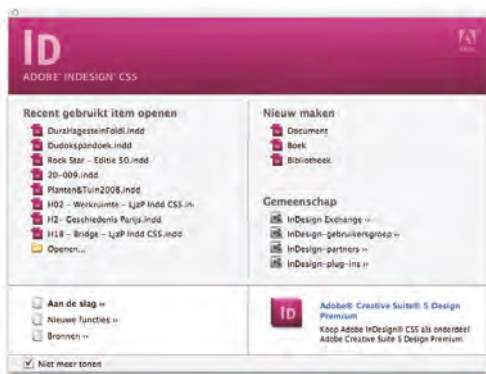 ID
ADOBE® INDESIGN® CS5
Adobe
Recent gebruikt item openen
DuraHagesteinFoldl.indd
Dudokspandoek.indd
Rock Star – Editie 50.indd
20-009.indd
Planten&Tuin2008.indd
H02 – Werkruimte – LjzP Indd CS5.in
H2– Geschiedenis Parijs.indd
H18 – Bridge – LjzP Indd CS5.indd
Openen...
Nieuw maken
Document
Boek
Bibliotheek
Gemeenschap
InDesign Exchange »
InDesign-gebruikersgroep »
InDesign-partners »
InDesign-plug-ins »
Aan de slag »
Nieuwe functies »
Bronnen »
ID
Adobe® Creative Suite® 5 Design
Premium
Koop Adobe InDesign® CS5 als onderdeel
Adobe Creative Suite 5 Design Premium.
Niet meer tonen